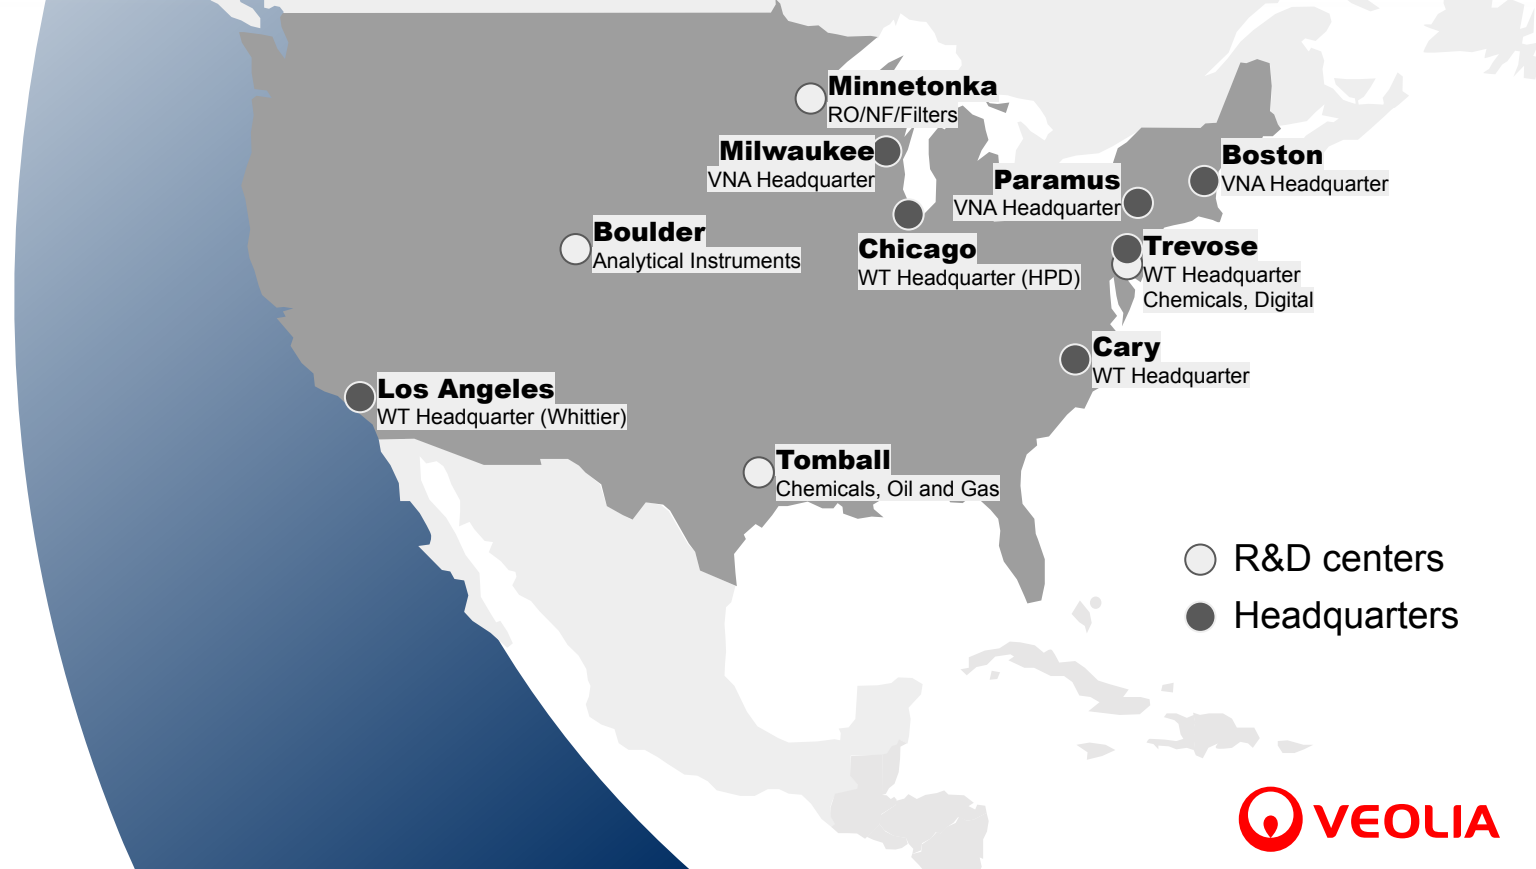 Minnetonka
RO/NF/Filters
Milwaukee
VNA Headquarter
Boston
VNA Headquarter
Paramus
VNA Headquarter
Boulder
Analytical Instruments
Chicago
WT Headquarter (HPD)
Trevose
WT Headquarter
Chemicals, Digital
Cary
WT Headquarter
Los Angeles
WT Headquarter (Whittier)
Tomball
Chemicals, Oil and Gas
R&D centers
Headquarters
VEOLIA